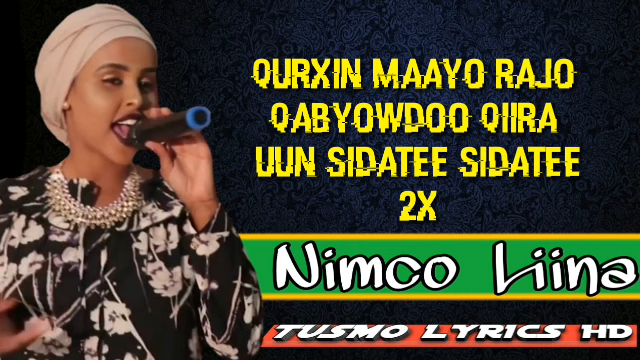 QURXIN MAAYO RAJO
QABYOWDOO QIIRA
UUN SIDATEE SIDATEE
2X
Nimco Liina
TUSMO LYRICS HD